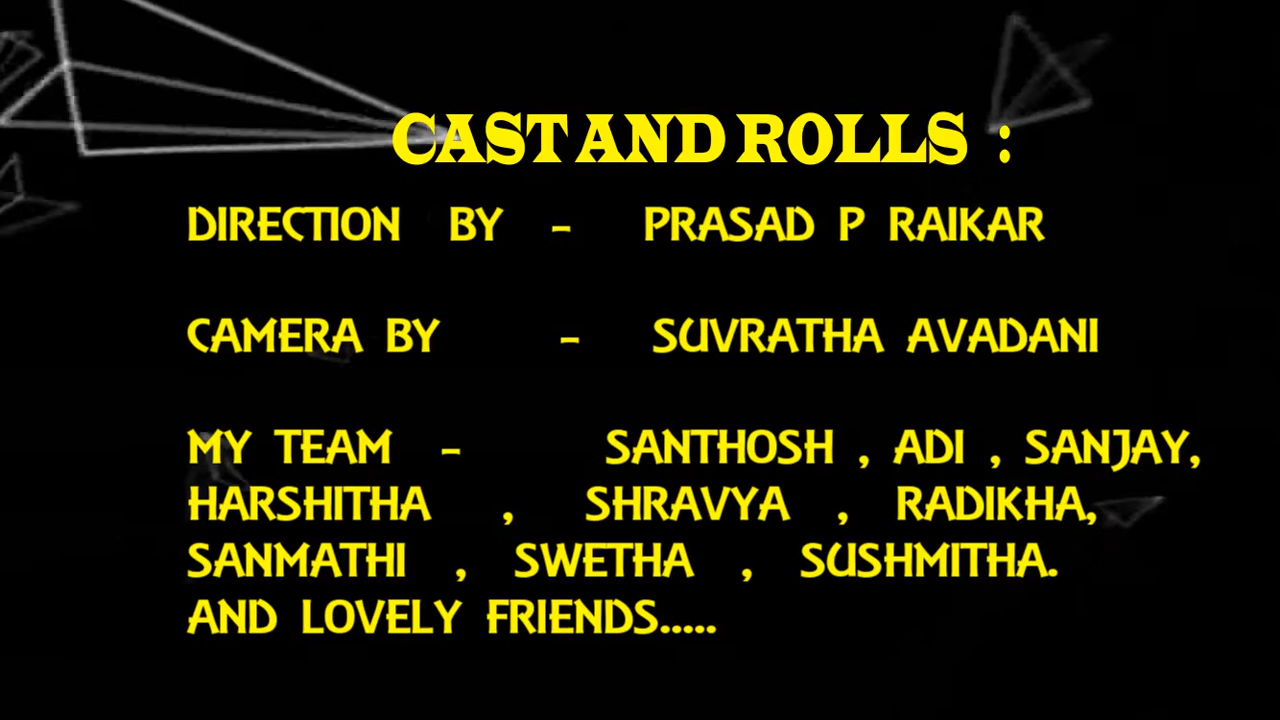 CAST AND ROLLS :
DIRECTION BY - PRASAD P RAIKAR
CAMERA BY - SUVRATHA AVADANI
MY TEAM - SANTHOSH , ADI , SANJAY,
HARSHITHA , SHRAVYA , RADIKHA,
SANMATHI , SWETHA , SUSHMITHA.
AND LOVELY FRIENDS.....